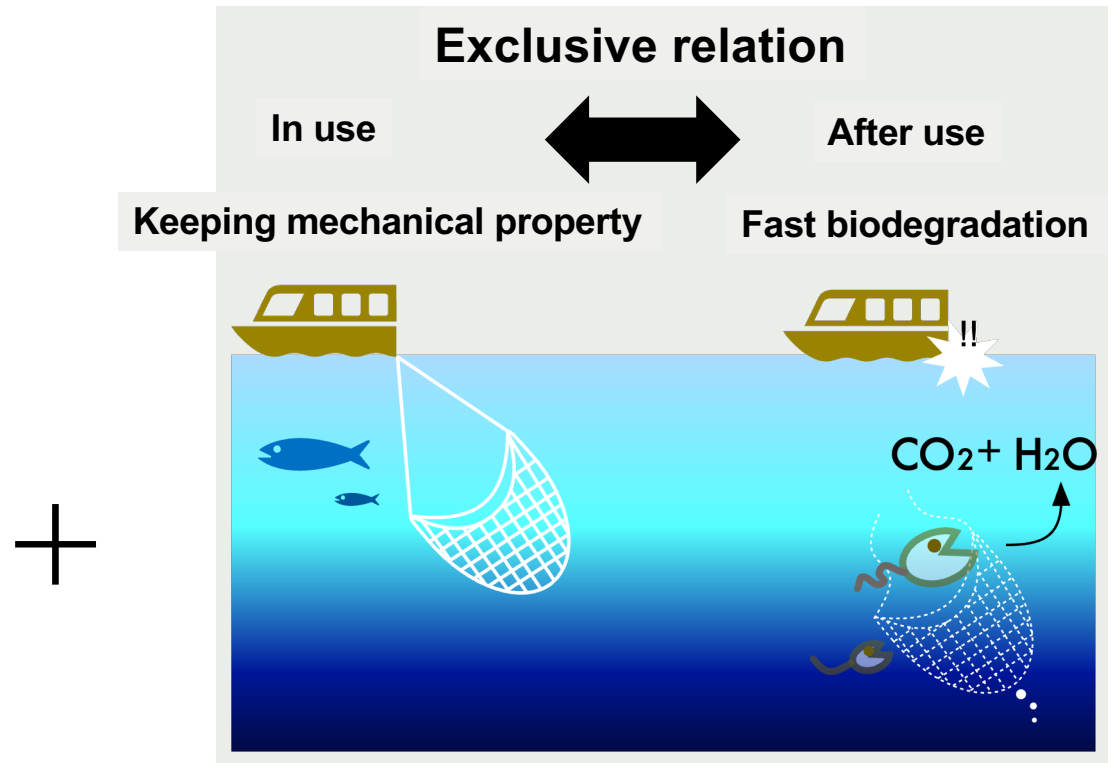 Exclusive relation
In use
After use
Keeping mechanical property
Fast biodegradation
!!
CO₂+ H₂O
+